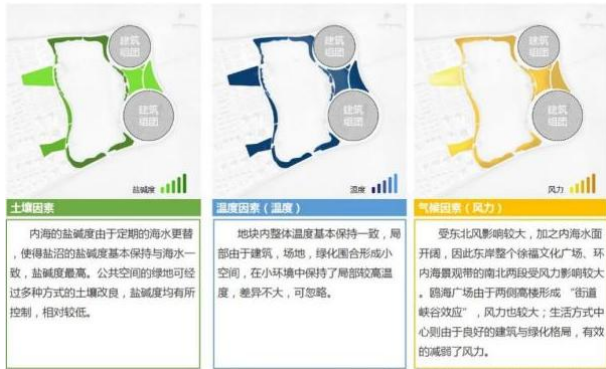 建筑
组团
建筑
组团
盐碱度
土壤因素
内海的盐碱度由于定期的海水更替
,使得盐沼的盐碱度基本保持与海水一
致,盐碱度最高。公共空间的绿地可经
过多种方式的土壤改良,盐碱度均有所
控制,相对较低。
建筑
组团
建筑
组团
温度
温度因素(温度)
地块内整体温度基本保持一致,局
部由于建筑,场地,绿化围合形成小
空间,在小环境中保持了局部较高温
度,差异不大,可忽略。
建筑
组团
建筑
组团
风力
气候因素(风力)
受东北风影响较大,加之内海水面
开阔,因此东岸整个徐福文化广场、环
内海景观带的南北两段受风力影响较大
。鸥海广场由于两侧高楼形成 “街道
峡谷效应” ,风力也较大;生活方式中
心则由于良好的建筑与绿化格局,有效
的减弱了风力。